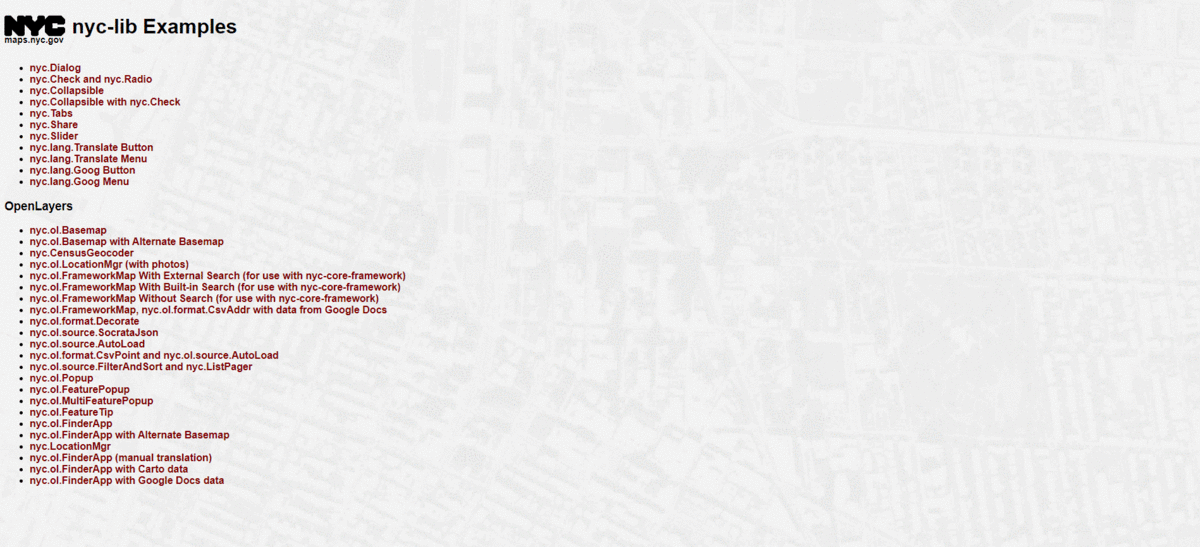 NYC
maps.nyc.gov
nyc-lib Examples
nyc.Dialog
nyc.Check and nyc.Radio
nyc.Collapsible
nyc.Collapsible with nyc.Check
nyc.Tabs
nyc.Share
nyc.Slider
nyc.lang.Translate Button
nyc.lang.Translate Menu
nyc.lang.Goog Button
nyc.lang.Goog Menu
OpenLayers
nyc.ol.Basemap
nyc.ol.Basemap with Alternate Basemap
nyc.CensusGeocoder
nyc.ol.LocationMgr (with photos)
nyc.ol.FrameworkMap With External Search (for use with nyc-core-framework)
nyc.ol.FrameworkMap With Built-in Search (for use with nyc-core-framework)
nyc.ol.FrameworkMap Without Search (for use with nyc-core-framework)
nyc.ol.FrameworkMap, nyc.ol.format.CsvAddr with data from Google Docs
nyc.ol.format.Decorate
nyc.ol.source.SocrataJson
nyc.ol.source.AutoLoad
nyc.ol.format.CsvPoint and nyc.ol.source.AutoLoad
nyc.ol.source.FilterAndSort and nyc.ListPager
nyc.ol.Popup
nyc.ol.FeaturePopup
nyc.ol.MultiFeaturePopup
nyc.ol.FeatureTip
nyc.ol.FinderApp
nyc.ol.FinderApp with Alternate Basemap
nyc.LocationMgr
nyc.ol.FinderApp (manual translation)
nyc.ol.FinderApp with Carto data
nyc.ol.FinderApp with Google Docs data